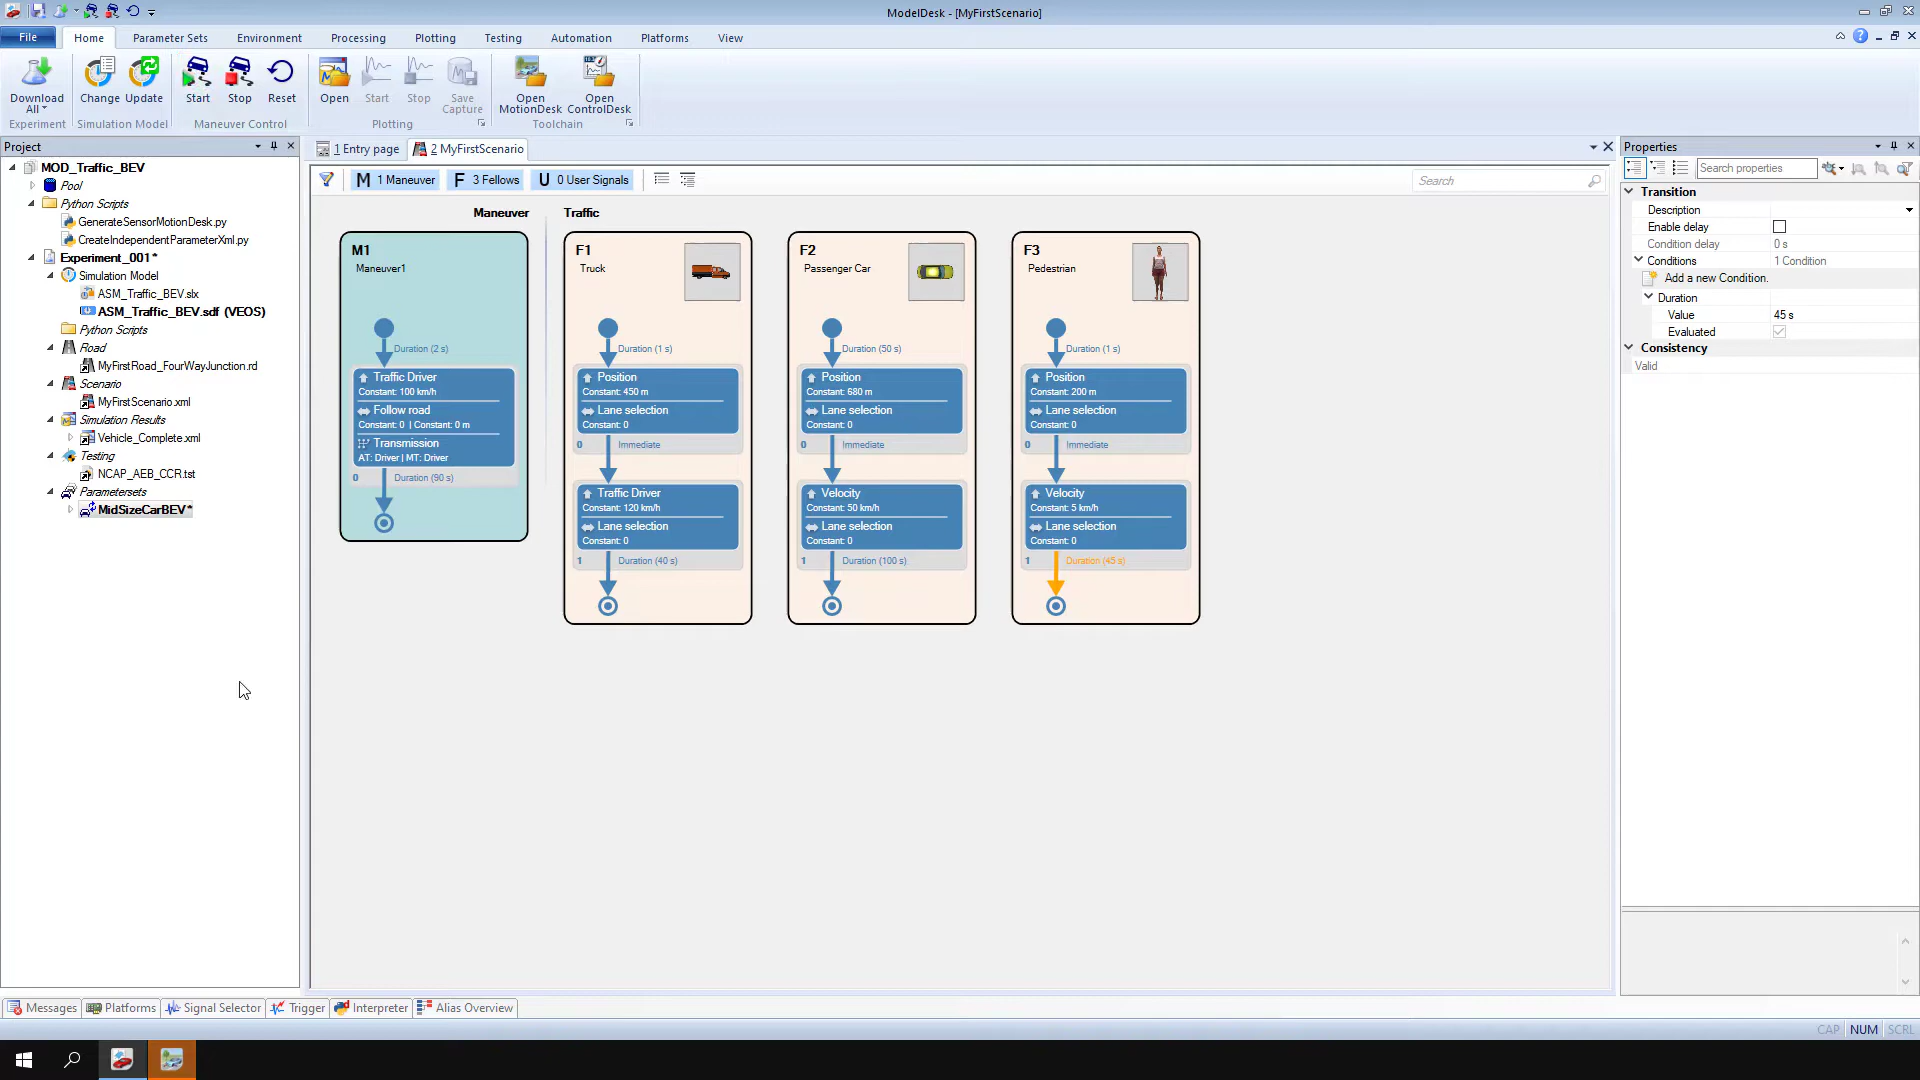 ModelDesk - [MyFirstScenario]
File Home Parameter Sets Environment Processing Plotting Testing Automation Platforms View
Download All Change Update Start Stop Reset Open Start Stop Save Capture Open MotionDesk Open ControlDesk
Experiment Simulation Model Maneuver Control Plotting Toolchain
Project
MOD_Traffic_BEV
Pool
Python Scripts
GenerateSensorMotionDesk.py
CreateIndependentParameterXml.py
Experiment_001*
Simulation Model
ASM_Traffic_BEV.slx
ASM_Traffic_BEV.sdf (VEOS)
Python Scripts
Road
MyFirstRoad_FourWayJunction.rd
Scenario
MyFirstScenario.xml
Simulation Results
Vehicle_Complete.xml
Testing
NCAP_AEB_CCR.tst
Parametersets
MidSizeCarBEV*
1 Entry page 2 MyFirstScenario
M 1 Maneuver F 3 Fellows U 0 User Signals Search
Maneuver Traffic
M1
Maneuver1
Duration (2 s)
Traffic Driver
Constant: 100 km/h
Follow road
Constant: 0 | Constant: 0 m
Transmission
AT: Driver | MT: Driver
0 Duration (90 s)
F1
Truck
Duration (1 s)
Position
Constant: 450 m
Lane selection
Constant: 0
0 Immediate
Traffic Driver
Constant: 120 km/h
Lane selection
Constant: 0
1 Duration (40 s)
F2
Passenger Car
Duration (50 s)
Position
Constant: 680 m
Lane selection
Constant: 0
0 Immediate
Velocity
Constant: 50 km/h
Lane selection
Constant: 0
1 Duration (100 s)
F3
Pedestrian
Duration (1 s)
Position
Constant: 200 m
Lane selection
Constant: 0
0 Immediate
Velocity
Constant: 5 km/h
Lane selection
Constant: 0
1 Duration (45 s)
Properties
Search properties
Transition
Description
Enable delay
Condition delay 0 s
Conditions 1 Condition
Add a new Condition.
Duration
Value 45 s
Evaluated
Consistency
Valid
Messages Platforms Signal Selector Trigger Interpreter Alias Overview
CAP NUM SCRL